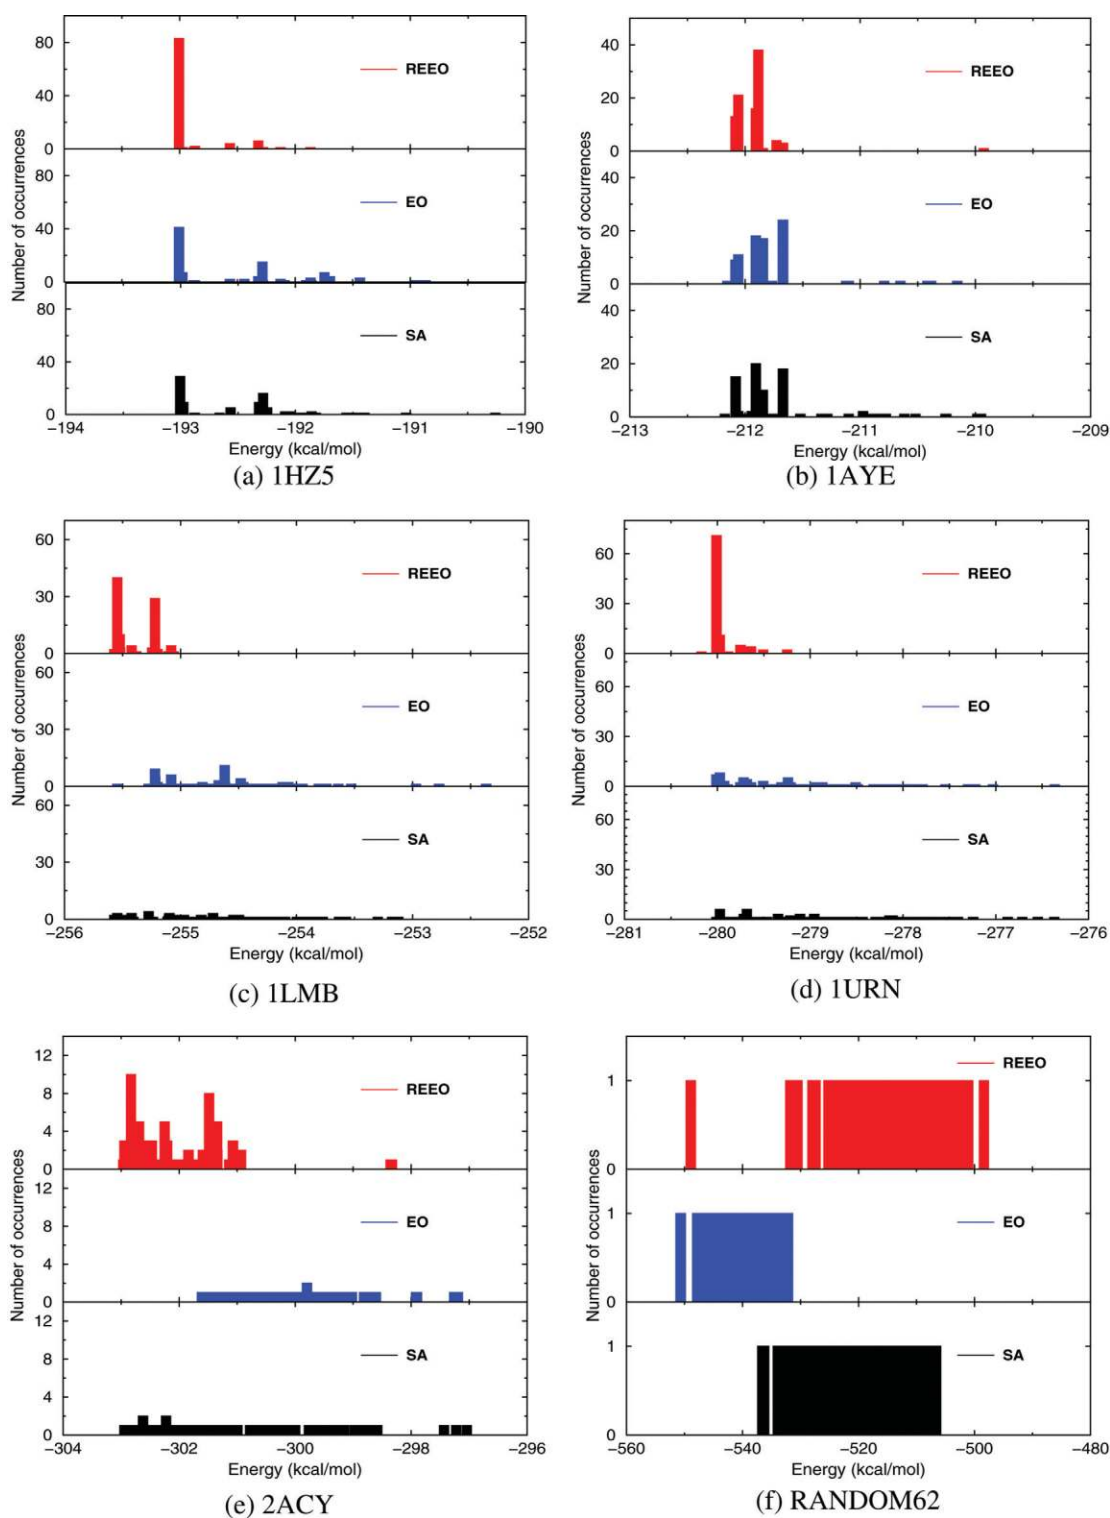 Number of occurrences
80
40
0
REEO
80
40
0
EO
80
40
0
SA
−194 −193 −192 −191 −190
Energy (kcal/mol)
(a) 1HZ5
Number of occurrences
40
20
0
REEO
40
20
0
EO
40
20
0
SA
−213 −212 −211 −210 −209
Energy (kcal/mol)
(b) 1AYE
Number of occurrences
60
30
0
REEO
60
30
0
EO
60
30
0
SA
−256 −255 −254 −253 −252
Energy (kcal/mol)
(c) 1LMB
Number of occurrences
60
30
0
REEO
60
30
0
EO
60
30
0
SA
−281 −280 −279 −278 −277 −276
Energy (kcal/mol)
(d) 1URN
Number of occurrences
12
8
4
0
REEO
12
8
4
0
EO
12
8
4
0
SA
−304 −302 −300 −298 −296
Energy (kcal/mol)
(e) 2ACY
Number of occurrences
1
0
REEO
1
0
EO
1
0
SA
−560 −540 −520 −500 −480
Energy (kcal/mol)
(f) RANDOM62